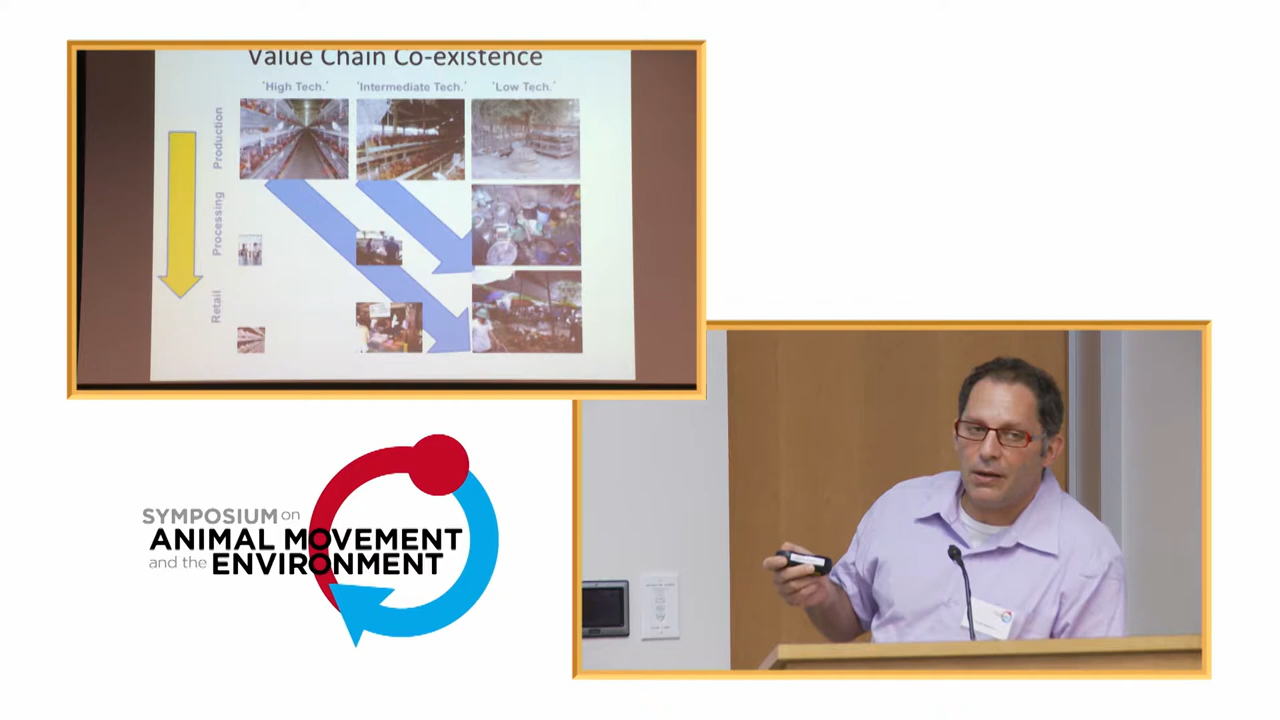 Value Chain Co-existence
'High Tech.' 'Intermediate Tech.' 'Low Tech.'
Production
Processing
Retail
SYMPOSIUM on
ANIMAL MOVEMENT
and the ENVIRONMENT